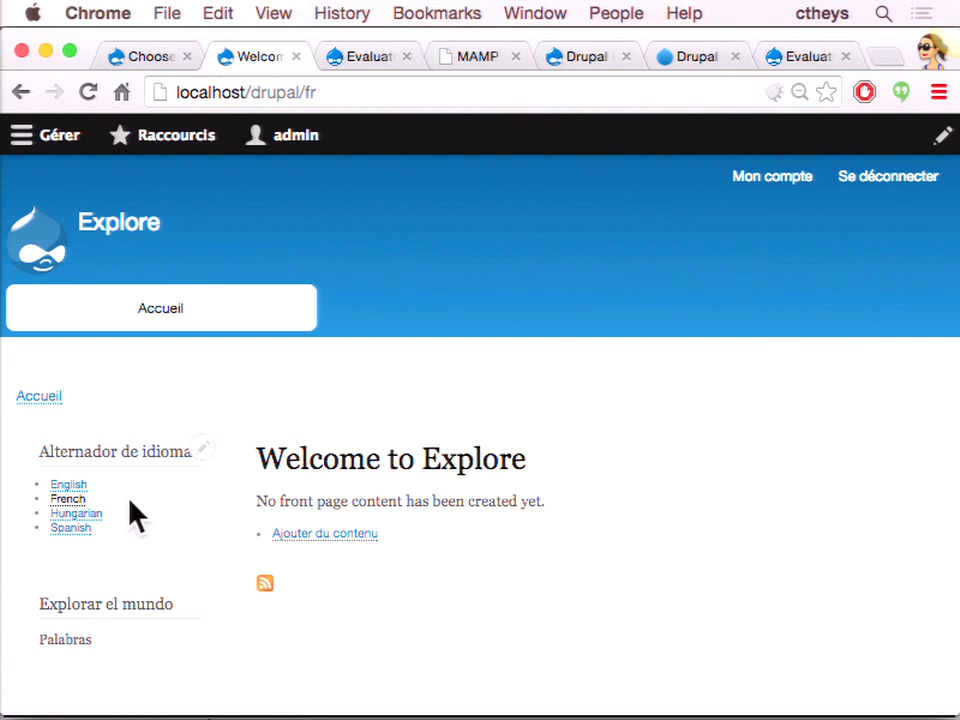 Chrome File Edit View History Bookmarks Window People Help ctheys
Choose Welcom Evaluat MAMP Drupal Drupal Evaluat
localhost/drupal/fr
Gérer Raccourcis admin
Mon compte Se déconnecter
Explore
Accueil
Accueil
Alternador de idioma
English
French
Hungarian
Spanish
Welcome to Explore
No front page content has been created yet.
Ajouter du contenu
Explorar el mundo
Palabras